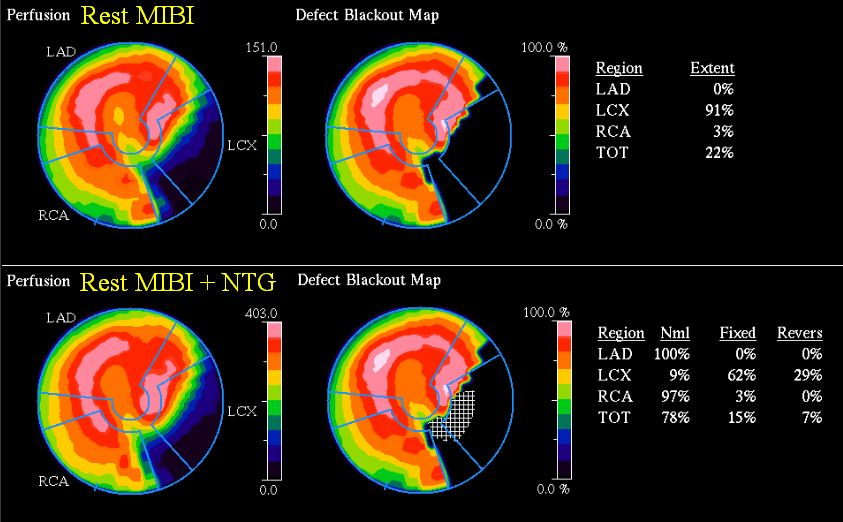 Perfusion Rest MIBI
Defect Blackout Map
LAD
151.0
LCX
RCA
0.0
100.0 %
0.0 %
Region Extent
LAD 0%
LCX 91%
RCA 3%
TOT 22%
Perfusion Rest MIBI + NTG
Defect Blackout Map
LAD
403.0
LCX
RCA
0.0
100.0 %
0.0 %
Region Nml Fixed Revers
LAD 100% 0% 0%
LCX 9% 62% 29%
RCA 97% 3% 0%
TOT 78% 15% 7%